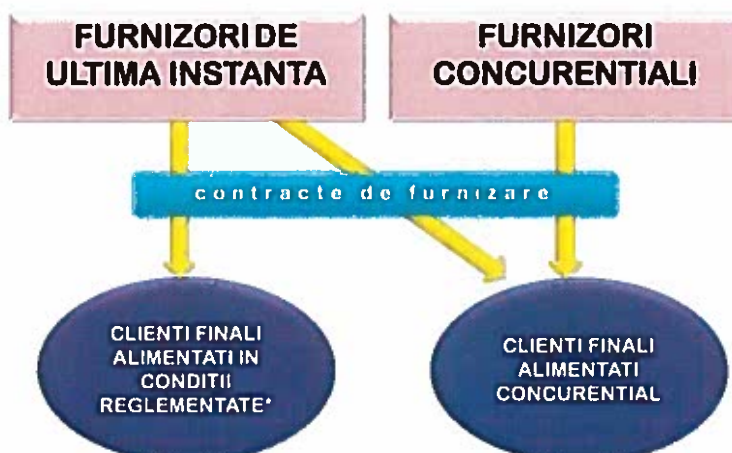 FURNIZORI DE
ULTIMA INSTANTA
FURNIZORI
CONCURENTIALI
contracte de furnizare
CLIENTI FINALI
ALIMENTATI IN
CONDITII
REGLEMENTATE*
CLIENTI FINALI
ALIMENTATI
CONCURENTIAL